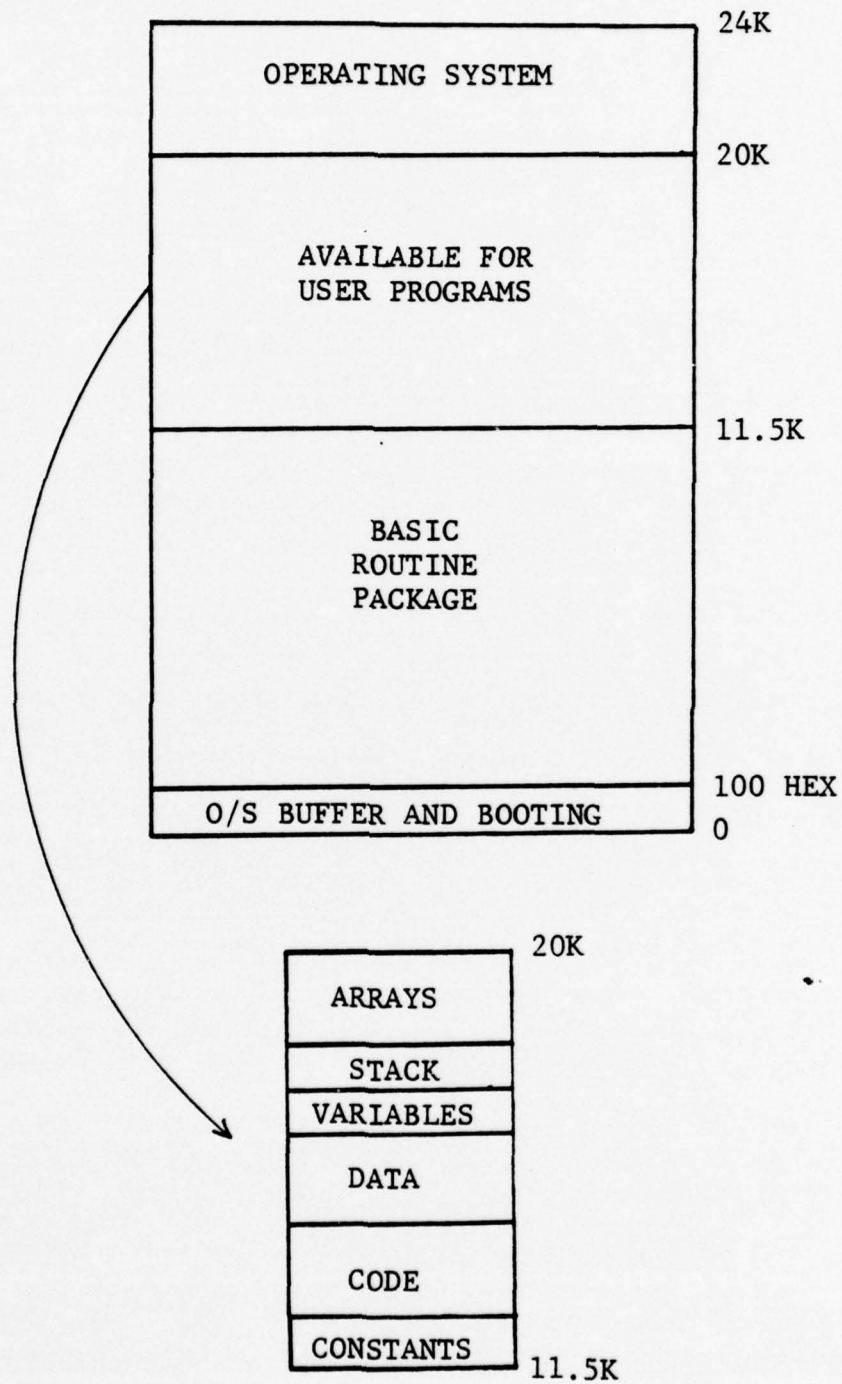 24K
OPERATING SYSTEM
20K
AVAILABLE FOR
USER PROGRAMS
11.5K
BASIC
ROUTINE
PACKAGE
100 HEX
O/S BUFFER AND BOOTING
0
20K
ARRAYS
STACK
VARIABLES
DATA
CODE
CONSTANTS
11.5K